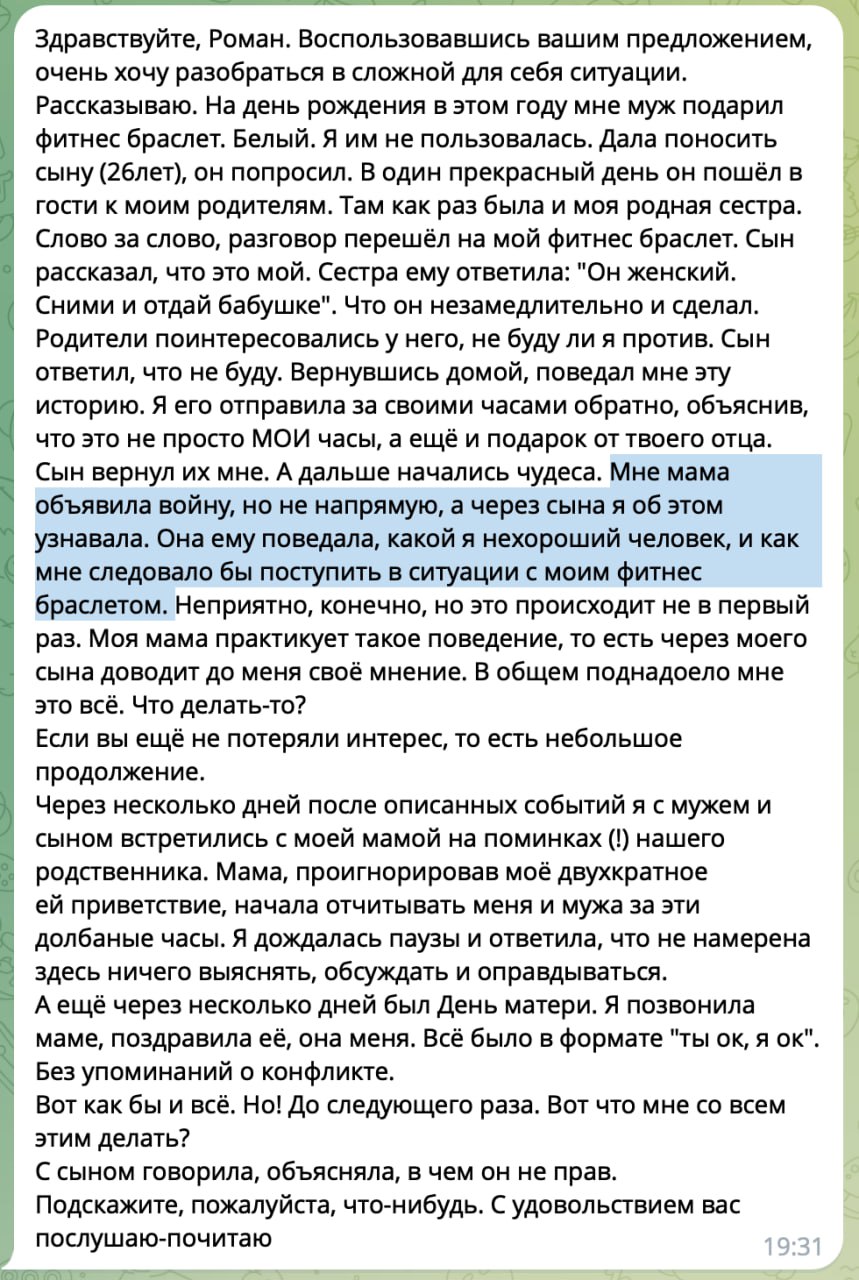 Здравствуйте, Роман. Воспользовавшись вашим предложением,
очень хочу разобраться в сложной для себя ситуации.
Рассказываю. На день рождения в этом году мне муж подарил
фитнес браслет. Белый. Я им не пользовалась. Дала поносить
сыну (26лет), он попросил. В один прекрасный день он пошёл в
гости к моим родителям. Там как раз была и моя родная сестра.
Слово за слово, разговор перешёл на мой фитнес браслет. Сын
рассказал, что это мой. Сестра ему ответила: "Он женский.
Сними и отдай бабушке". Что он незамедлительно и сделал.
Родители поинтересовались у него, не буду ли я против. Сын
ответил, что не буду. Вернувшись домой, поведал мне эту
историю. Я его отправила за своими часами обратно, объяснив,
что это не просто МОИ часы, а ещё и подарок от твоего отца.
Сын вернул их мне. А дальше начались чудеса. Мне мама
объявила войну, но не напрямую, а через сына я об этом
узнавала. Она ему поведала, какой я нехороший человек, и как
мне следовало бы поступить в ситуации с моим фитнес
браслетом. Неприятно, конечно, но это происходит не в первый
раз. Моя мама практикует такое поведение, то есть через моего
сына доводит до меня своё мнение. В общем поднадоело мне
это всё. Что делать-то?
Если вы ещё не потеряли интерес, то есть небольшое
продолжение.
Через несколько дней после описанных событий я с мужем и
сыном встретились с моей мамой на поминках (!) нашего
родственника. Мама, проигнорировав моё двухкратное
ей приветствие, начала отчитывать меня и мужа за эти
долбаные часы. Я дождалась паузы и ответила, что не намерена
здесь ничего выяснять, обсуждать и оправдываться.
А ещё через несколько дней был День матери. Я позвонила
маме, поздравила её, она меня. Всё было в формате "ты ок, я ок".
Без упоминаний о конфликте.
Вот как бы и всё. Но! До следующего раза. Вот что мне со всем
этим делать?
С сыном говорила, объясняла, в чем он не прав.
Подскажите, пожалуйста, что-нибудь. С удовольствием вас
послушаю-почитаю
19:31